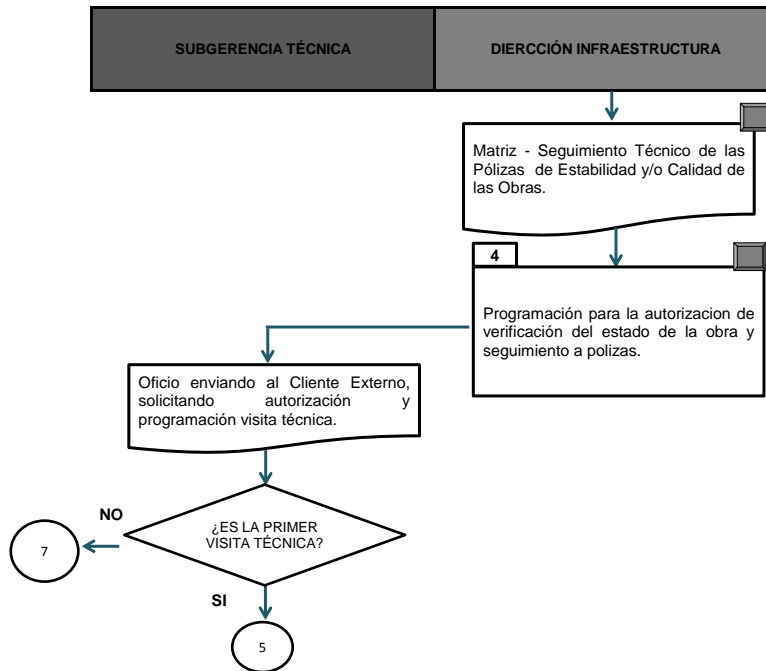 SUBGERENCIA TÉCNICA
DIERCCIÓN INFRAESTRUCTURA
Matriz - Seguimiento Técnico de las
Pólizas de Estabilidad y/o Calidad de
las Obras.
4
Programación para la autorizacion de
verificación del estado de la obra y
seguimiento a polizas.
Oficio enviando al Cliente Externo,
solicitando autorización y
programación visita técnica.
¿ES LA PRIMER
VISITA TÉCNICA?
NO
7
SI
5